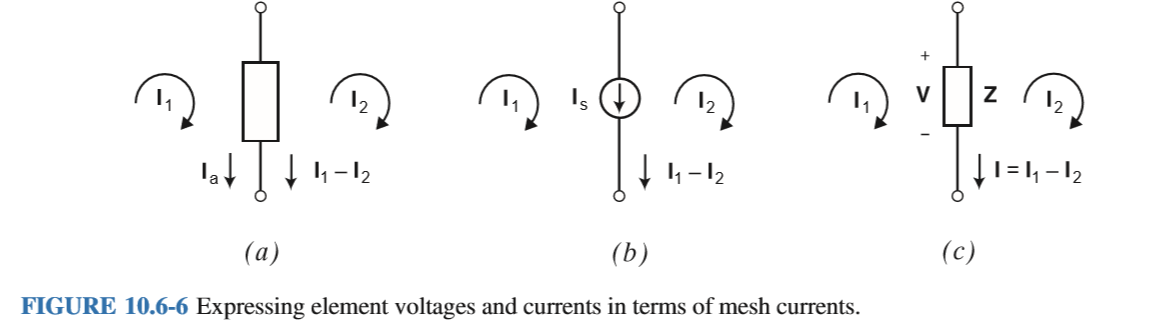 I₁ I₂ I₁ Iₛ I₂ I₁ + V − Z I₂
Iₐ I₁ – I₂ I₁ – I₂ I = I₁ – I₂
(a) (b) (c)
FIGURE 10.6-6 Expressing element voltages and currents in terms of mesh currents.